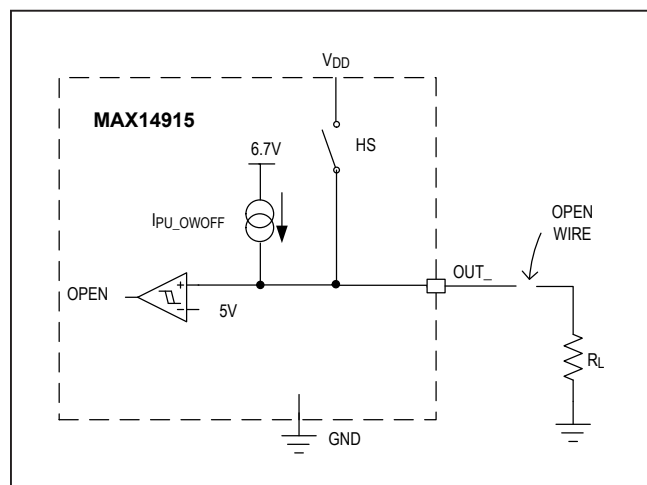 VDD
MAX14915
HS
6.7V
IPU_OWOFF
OPEN
WIRE
OUT_
OPEN
+
−
5V
RL
GND